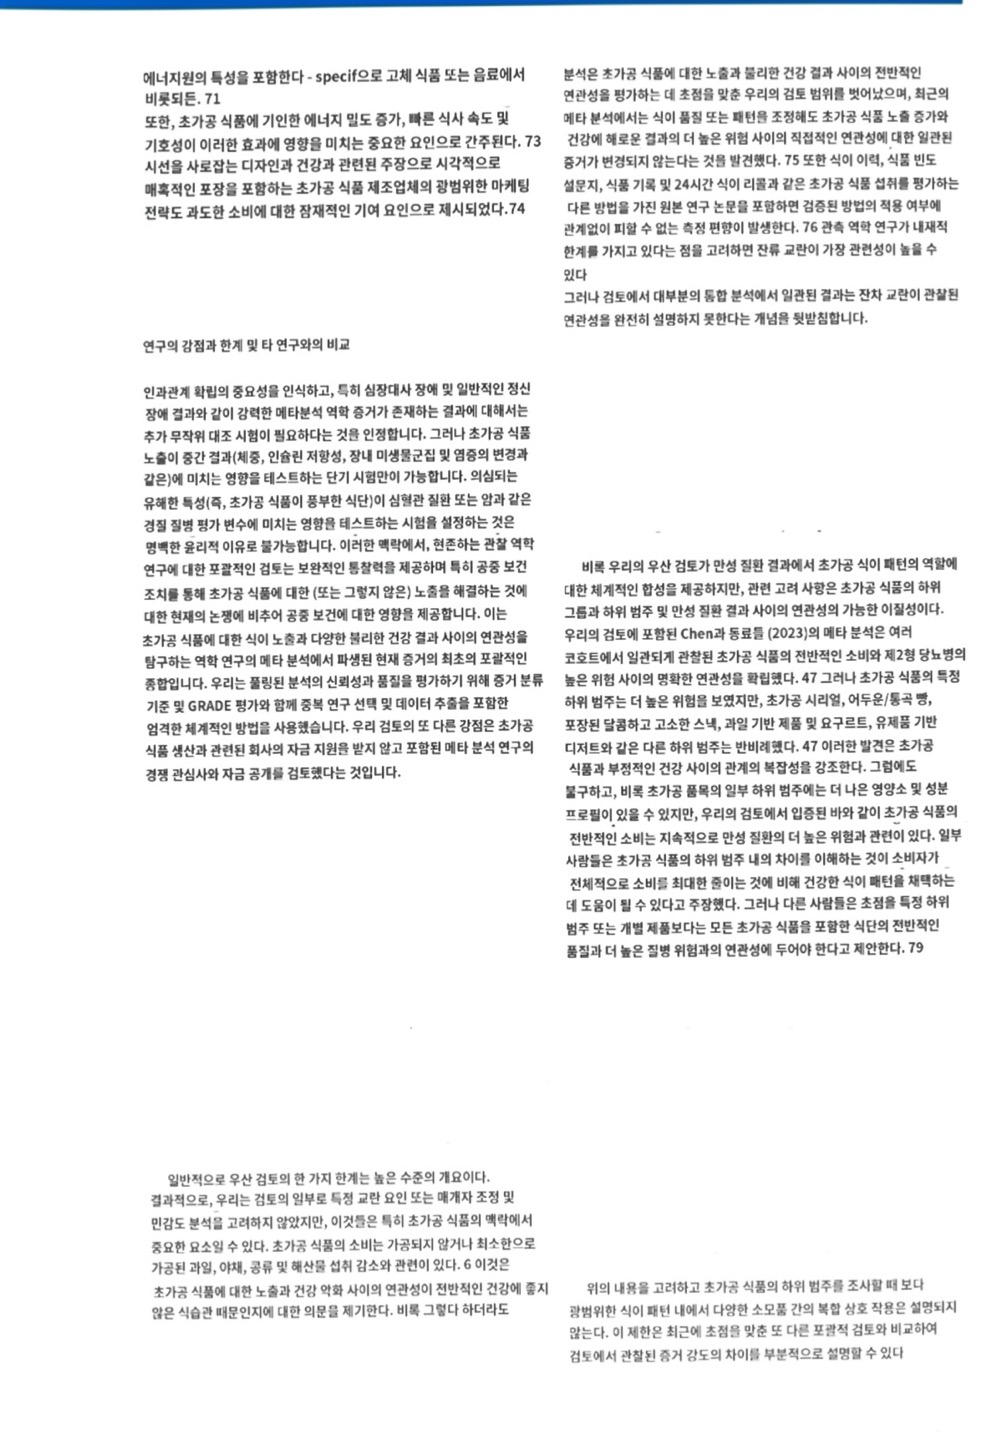 에너지원의 특성을 포함한다 - specif으로 고체 식품 또는 음료에서
비롯되든. 71
또한, 초가공 식품에 기인한 에너지 밀도 증가, 빠른 식사 속도 및
기호성이 이러한 효과에 영향을 미치는 중요한 요인으로 간주된다. 73
시선을 사로잡는 디자인과 건강과 관련된 주장으로 시각적으로
매혹적인 포장을 포함하는 초가공 식품 제조업체의 광범위한 마케팅
전략도 과도한 소비에 대한 잠재적인 기여 요인으로 제시되었다.74
연구의 강점과 한계 및 타 연구와의 비교
인과관계 확립의 중요성을 인식하고, 특히 심장대사 장애 및 일반적인 정신
장애 결과와 같이 강력한 메타분석 역학 증거가 존재하는 결과에 대해서는
추가 무작위 대조 시험이 필요하다는 것을 인정합니다. 그러나 초가공 식품
노출이 중간 결과(체중, 인슐린 저항성, 장내 미생물군집 및 염증의 변경과
같은)에 미치는 영향을 테스트하는 단기 시험만이 가능합니다. 의심되는
유해한 특성(즉, 초가공 식품이 풍부한 식단)이 심혈관 질환 또는 암과 같은
경질 질병 평가 변수에 미치는 영향을 테스트하는 시험을 설정하는 것은
명백한 윤리적 이유로 불가능합니다. 이러한 맥락에서, 현존하는 관찰 역학
연구에 대한 포괄적인 검토는 보완적인 통찰력을 제공하며 특히 공중 보건
조치를 통해 초가공 식품에 대한 (또는 그렇지 않은) 노출을 해결하는 것에
대한 현재의 논쟁에 비추어 공중 보건에 대한 영향을 제공합니다. 이는
초가공 식품에 대한 식이 노출과 다양한 불리한 건강 결과 사이의 연관성을
탐구하는 역학 연구의 메타 분석에서 파생된 현재 증거의 최초의 포괄적인
종합입니다. 우리는 풀링된 분석의 신뢰성과 품질을 평가하기 위해 증거 분류
기준 및 GRADE 평가와 함께 중복 연구 선택 및 데이터 추출을 포함한
엄격한 체계적인 방법을 사용했습니다. 우리 검토의 또 다른 강점은 초가공
식품 생산과 관련된 회사의 자금 지원을 받지 않고 포함된 메타 분석 연구의
경쟁 관심사와 자금 공개를 검토했다는 것입니다.
일반적으로 우산 검토의 한 가지 한계는 높은 수준의 개요이다.
결과적으로, 우리는 검토의 일부로 특정 교란 요인 또는 매개자 조정 및
민감도 분석을 고려하지 않았지만, 이것들은 특히 초가공 식품의 맥락에서
중요한 요소일 수 있다. 초가공 식품의 소비는 가공되지 않거나 최소한으로
가공된 과일, 야채, 콩류 및 해산물 섭취 감소와 관련이 있다. 6 이것은
초가공 식품에 대한 노출과 건강 악화 사이의 연관성이 전반적인 건강에 좋지
않은 식습관 때문인지에 대한 의문을 제기한다. 비록 그렇다 하더라도
분석은 초가공 식품에 대한 노출과 불리한 건강 결과 사이의 전반적인
연관성을 평가하는 데 초점을 맞춘 우리의 검토 범위를 벗어났으며, 최근의
메타 분석에서는 식이 품질 또는 패턴을 조정해도 초가공 식품 노출 증가와
건강에 해로운 결과의 더 높은 위험 사이의 직접적인 연관성에 대한 일관된
증거가 변경되지 않는다는 것을 발견했다. 75 또한 식이 이력, 식품 빈도
설문지, 식품 기록 및 24시간 식이 리콜과 같은 초가공 식품 섭취를 평가하는
다른 방법을 가진 원본 연구 논문을 포함하면 검증된 방법의 적용 여부에
관계없이 피할 수 없는 측정 편향이 발생한다. 76 관측 역학 연구가 내재적
한계를 가지고 있다는 점을 고려하면 잔류 교란이 가장 관련성이 높을 수
있다
그러나 검토에서 대부분의 통합 분석에서 일관된 결과는 잔차 교란이 관찰된
연관성을 완전히 설명하지 못한다는 개념을 뒷받침합니다.
비록 우리의 우산 검토가 만성 질환 결과에서 초가공 식이 패턴의 역할에
대한 체계적인 합성을 제공하지만, 관련 고려 사항은 초가공 식품의 하위
그룹과 하위 범주 및 만성 질환 결과 사이의 연관성의 가능한 이질성이다.
우리의 검토에 포함된 Chen과 동료들 (2023)의 메타 분석은 여러
코호트에서 일관되게 관찰된 초가공 식품의 전반적인 소비와 제2형 당뇨병의
높은 위험 사이의 명확한 연관성을 확립했다. 47 그러나 초가공 식품의 특정
하위 범주는 더 높은 위험을 보였지만, 초가공 시리얼, 어두운/통곡 빵,
포장된 달콤하고 고소한 스낵, 과일 기반 제품 및 요구르트, 유제품 기반
디저트와 같은 다른 하위 범주는 반비례했다. 47 이러한 발견은 초가공
식품과 부정적인 건강 사이의 관계의 복잡성을 강조한다. 그럼에도
불구하고, 비록 초가공 품목의 일부 하위 범주에는 더 나은 영양소 및 성분
프로필이 있을 수 있지만, 우리의 검토에서 입증된 바와 같이 초가공 식품의
전반적인 소비는 지속적으로 만성 질환의 더 높은 위험과 관련이 있다. 일부
사람들은 초가공 식품의 하위 범주 내의 차이를 이해하는 것이 소비자가
전체적으로 소비를 최대한 줄이는 것에 비해 건강한 식이 패턴을 채택하는
데 도움이 될 수 있다고 주장했다. 그러나 다른 사람들은 초점을 특정 하위
범주 또는 개별 제품보다는 모든 초가공 식품을 포함한 식단의 전반적인
품질과 더 높은 질병 위험과의 연관성에 두어야 한다고 제안한다. 79
위의 내용을 고려하고 초가공 식품의 하위 범주를 조사할 때 보다
광범위한 식이 패턴 내에서 다양한 소모품 간의 복합 상호 작용은 설명되지
않는다. 이 제한은 최근에 초점을 맞춘 또 다른 포괄적 검토와 비교하여
검토에서 관찰된 증거 강도의 차이를 부분적으로 설명할 수 있다